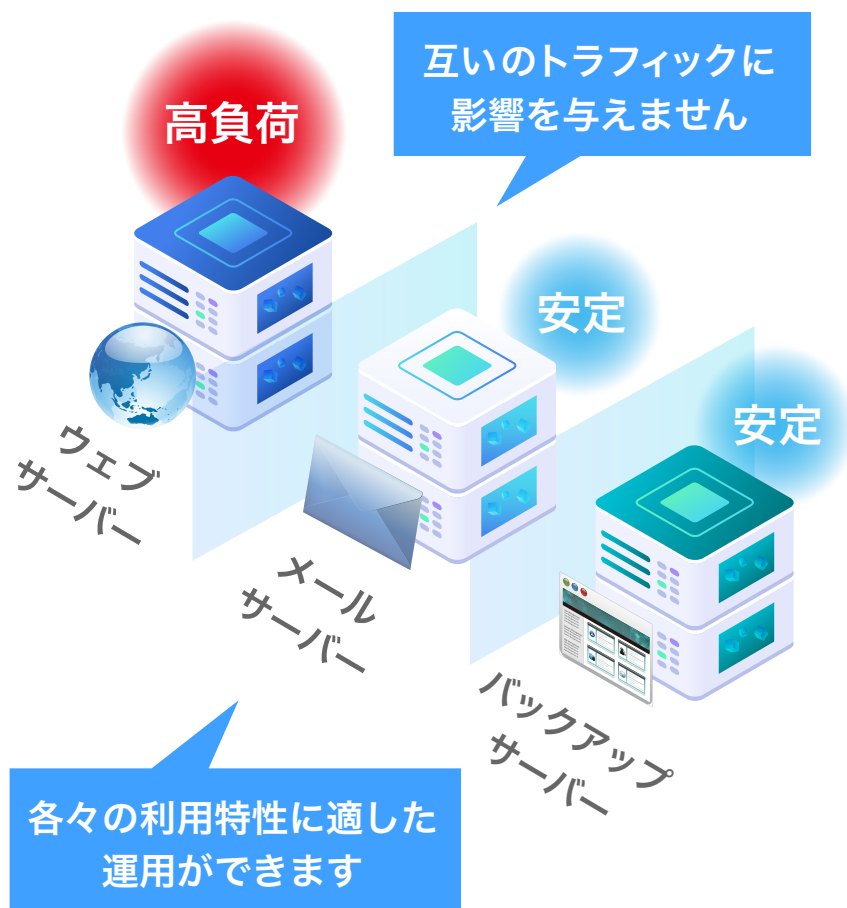 互いのトラフィックに
影響を与えません
高負荷
安定
安定
ウェブ
サーバー
メール
サーバー
バックアップ
サーバー
各々の利用特性に適した
運用ができます